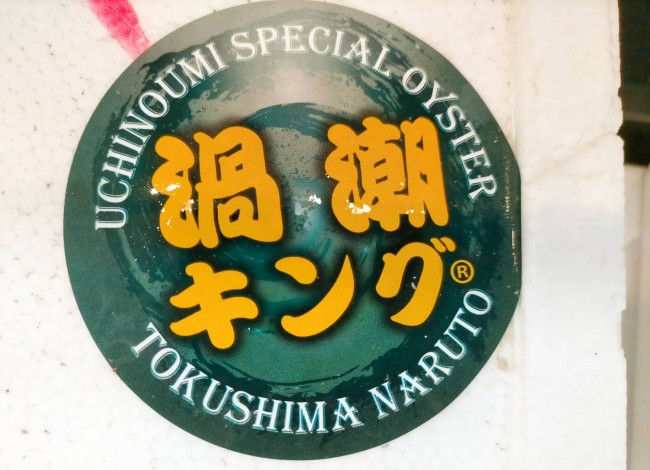 UCHINOUMI SPECIAL OYSTER
渦潮
キング®
TOKUSHIMA NARUTO